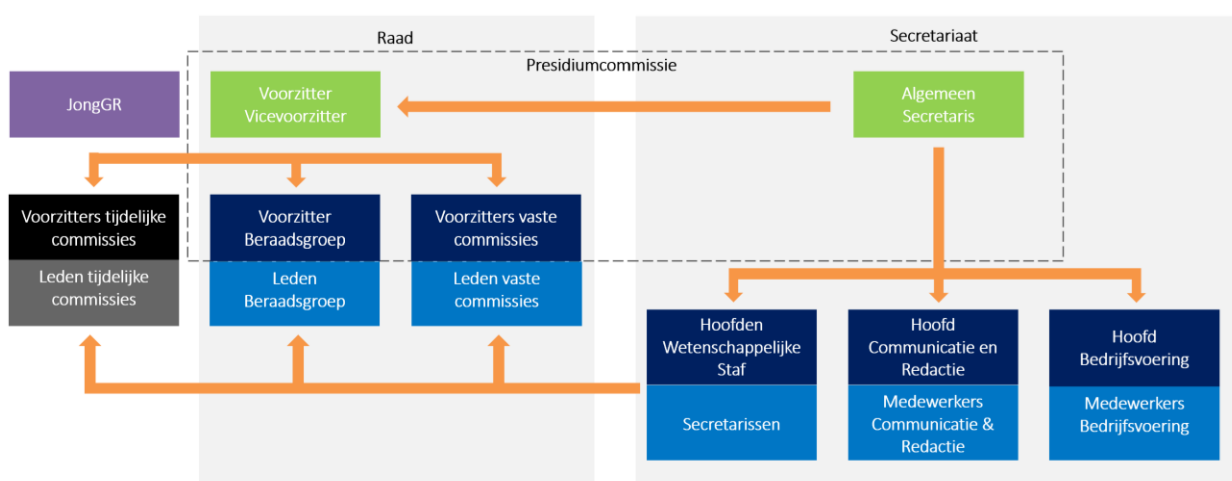 Raad
Secretariaat
Presidiumcommissie
JongGR
Voorzitter
Vicevoorzitter
Algemeen
Secretaris
Voorzitters tijdelijke
commissies
Leden tijdelijke
commissies
Voorzitter
Beraadsgroep
Leden
Beraadsgroep
Voorzitters vaste
commissies
Leden vaste
commissies
Hoofden
Wetenschappelijke
Staf
Secretarissen
Hoofd
Communicatie en
Redactie
Medewerkers
Communicatie &
Redactie
Hoofd
Bedrijfsvoering
Medewerkers
Bedrijfsvoering